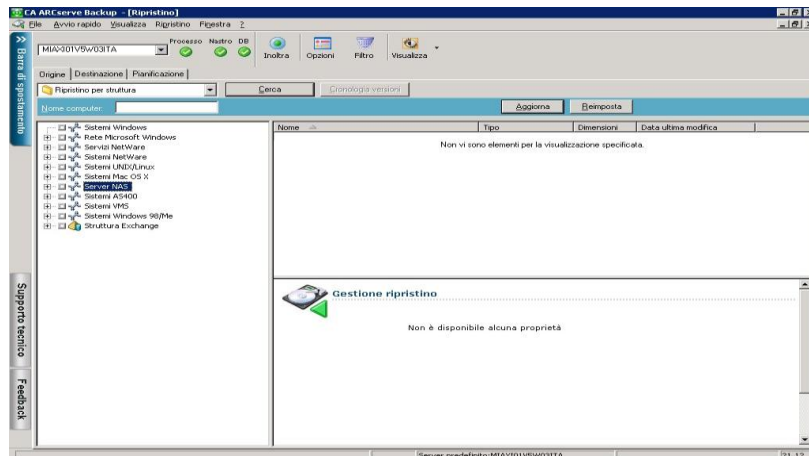 CA ARCserve Backup - [Ripristino]
File Avvio rapido Visualizza Ripristino Finestra ?
Barra di spostamento
MIAXI01V5W03ITA
Processo Nastro DB
Inoltra Opzioni Filtro Visualizza
Origine Destinazione Pianificazione
Ripristino per struttura Cerca Cronologia versioni
Nome computer: Aggiorna Reimposta
Sistemi Windows
Rete Microsoft Windows
Servizi NetWare
Sistemi NetWare
Sistemi UNIX/Linux
Sistemi Mac OS X
Server NAS
Sistemi AS400
Sistemi VMS
Sistemi Windows 98/Me
Struttura Exchange
Nome Tipo Dimensioni Data ultima modifica
Non vi sono elementi per la visualizzazione specificata.
Gestione ripristino
Non è disponibile alcuna proprietà
Supporto tecnico
Feedback
Server predefinito:MIAXI01V5W03ITA